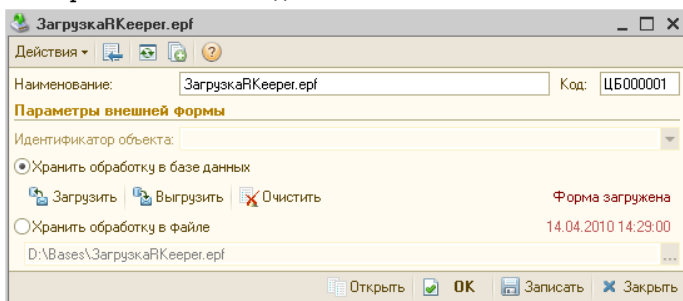 ЗагрузкаRKeeper.epf
Действия
Наименование: ЗагрузкаRKeeper.epf Код: ЦБ000001
Параметры внешней формы
Идентификатор объекта:
Хранить обработку в базе данных
Загрузить Выгрузить Очистить Форма загружена
Хранить обработку в файле 14.04.2010 14:29:00
D:\Bases\ЗагрузкаRKeeper.epf ...
Открыть OK Записать Закрыть